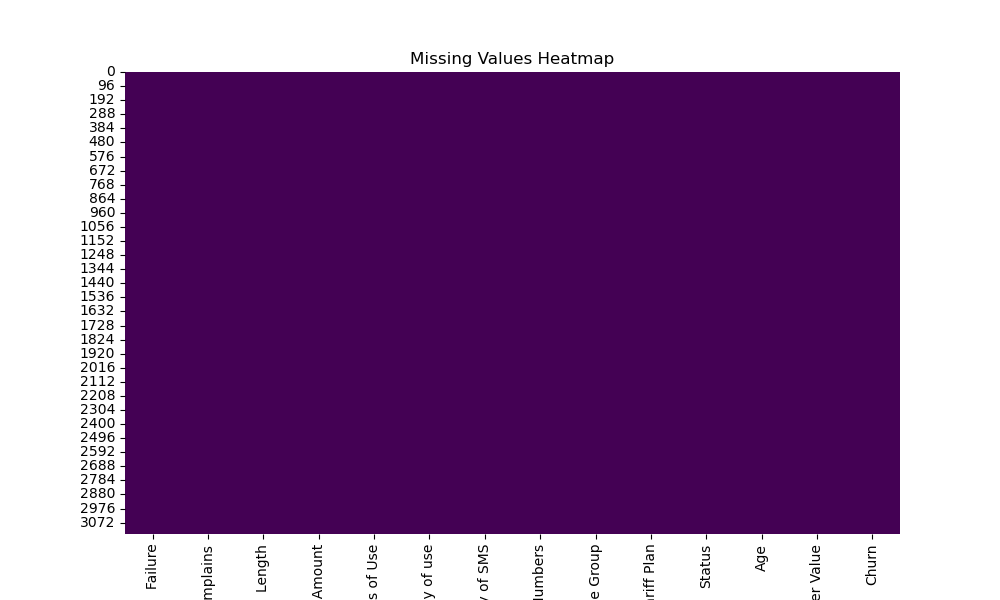 Missing Values Heatmap
0
96
192
288
384
480
576
672
768
864
960
1056
1152
1248
1344
1440
1536
1632
1728
1824
1920
2016
2112
2208
2304
2400
2496
2592
2688
2784
2880
2976
3072
Failure
mplains
Length
Amount
s of Use
y of use
y of SMS
Numbers
e Group
ariff Plan
Status
Age
er Value
Churn